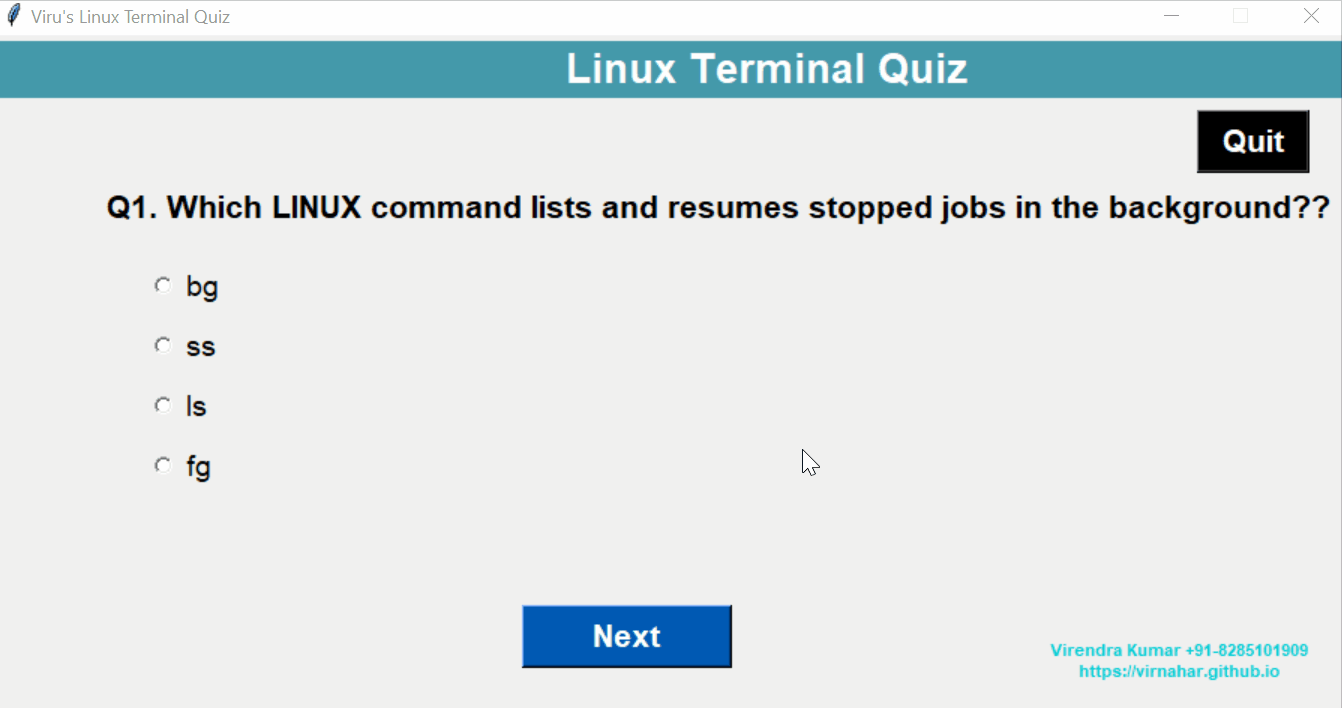 Viru's Linux Terminal Quiz
Linux Terminal Quiz
Quit
Q1. Which LINUX command lists and resumes stopped jobs in the background??
bg
ss
ls
fg
Next
Virendra Kumar +91-8285101909
https://virnahar.github.io